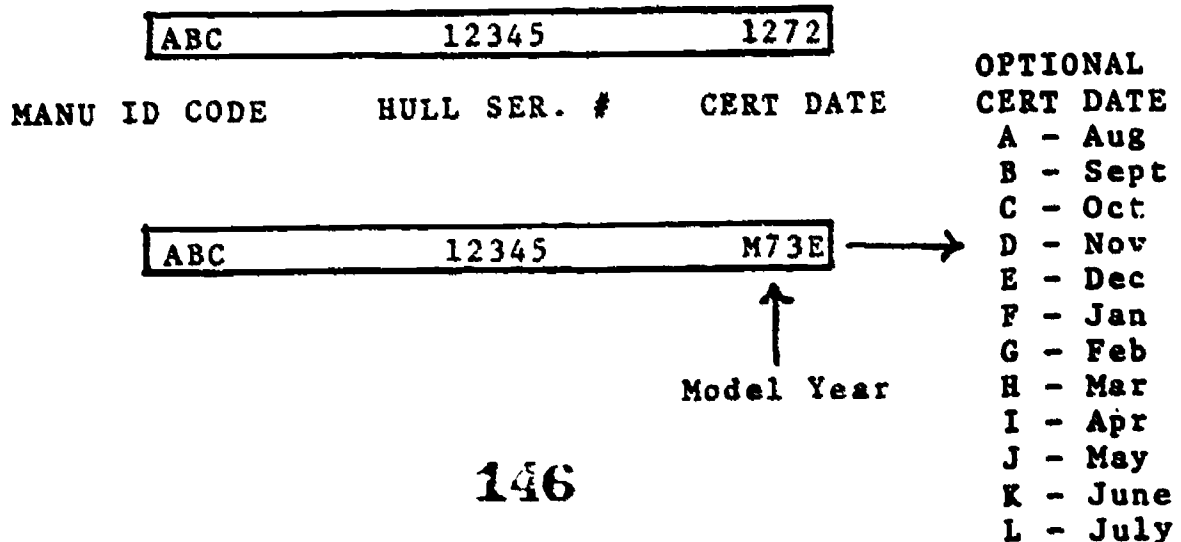 ABC 12345 1272
MANU ID CODE HULL SER. # CERT DATE
OPTIONAL
CERT DATE
A - Aug
B - Sept
C - Oct
D - Nov
E - Dec
F - Jan
G - Feb
H - Mar
I - Apr
J - May
K - June
L - July
ABC 12345 M73E
Model Year
146